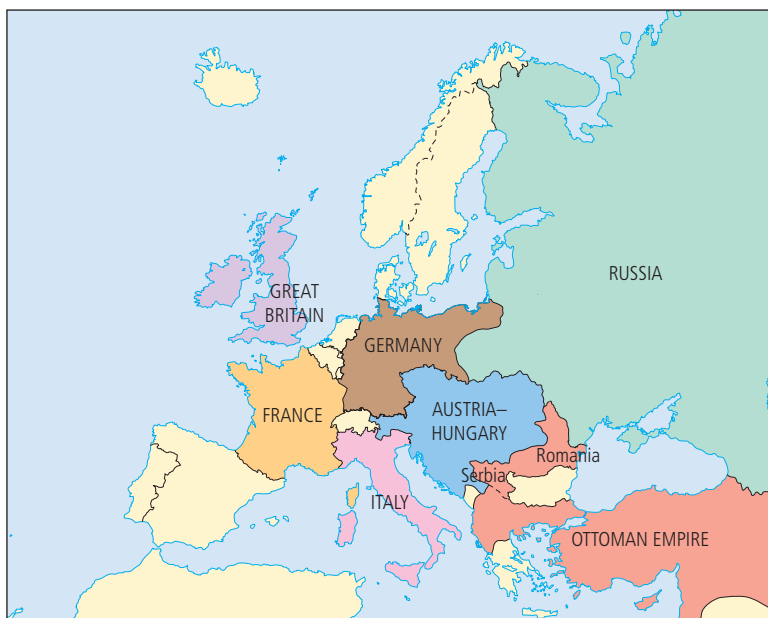 RUSSIA
GREAT
BRITAIN
GERMANY
FRANCE
AUSTRIA–
HUNGARY
Romania
Serbia
ITALY
OTTOMAN EMPIRE